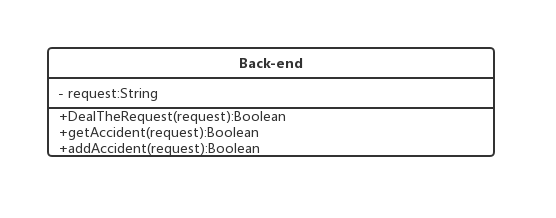 Back-end
- request:String
+DealTheRequest(request):Boolean
+getAccident(request):Boolean
+addAccident(request):Boolean